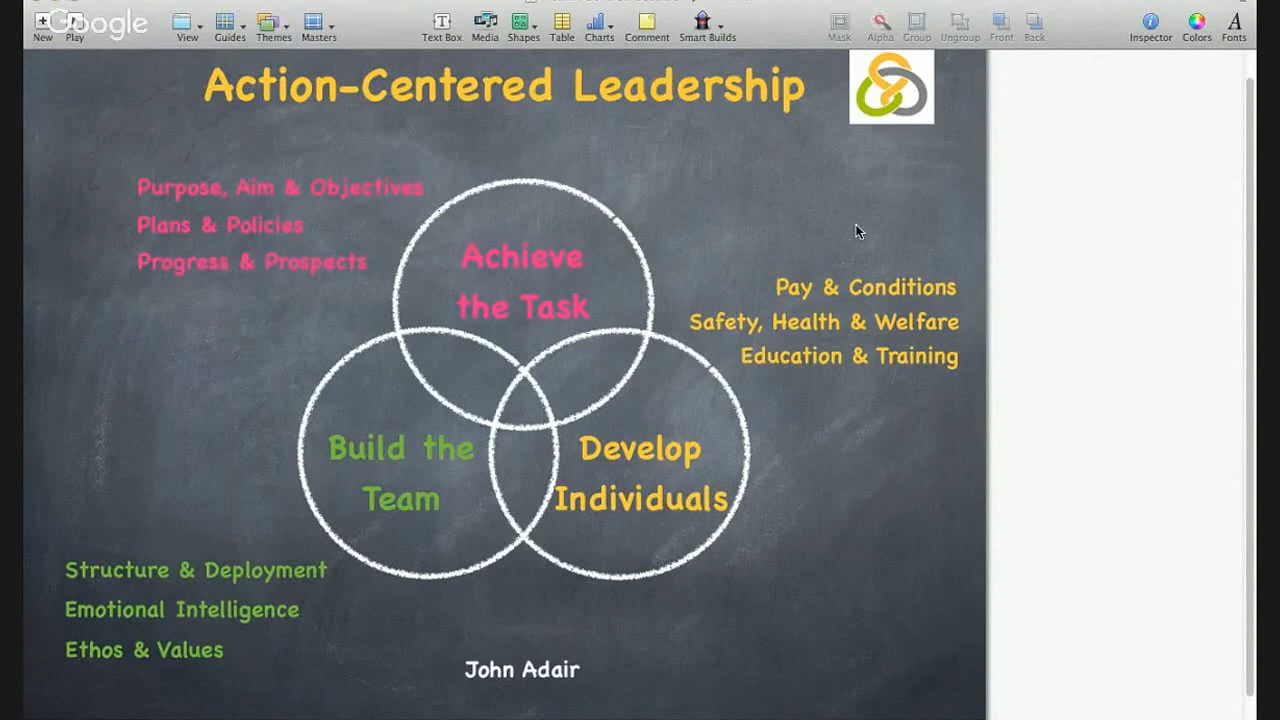 Google
New
Play
View
Guides
Themes
Masters
Text Box
Media
Shapes
Table
Charts
Comment
Smart Builds
Mask
Alpha
Group
Ungroup
Front
Back
Inspector
Colors
Fonts
Action-Centered Leadership
Purpose, Aim & Objectives
Plans & Policies
Progress & Prospects
Achieve
the Task
Pay & Conditions
Safety, Health & Welfare
Education & Training
Build the
Team
Develop
Individuals
Structure & Deployment
Emotional Intelligence
Ethos & Values
John Adair